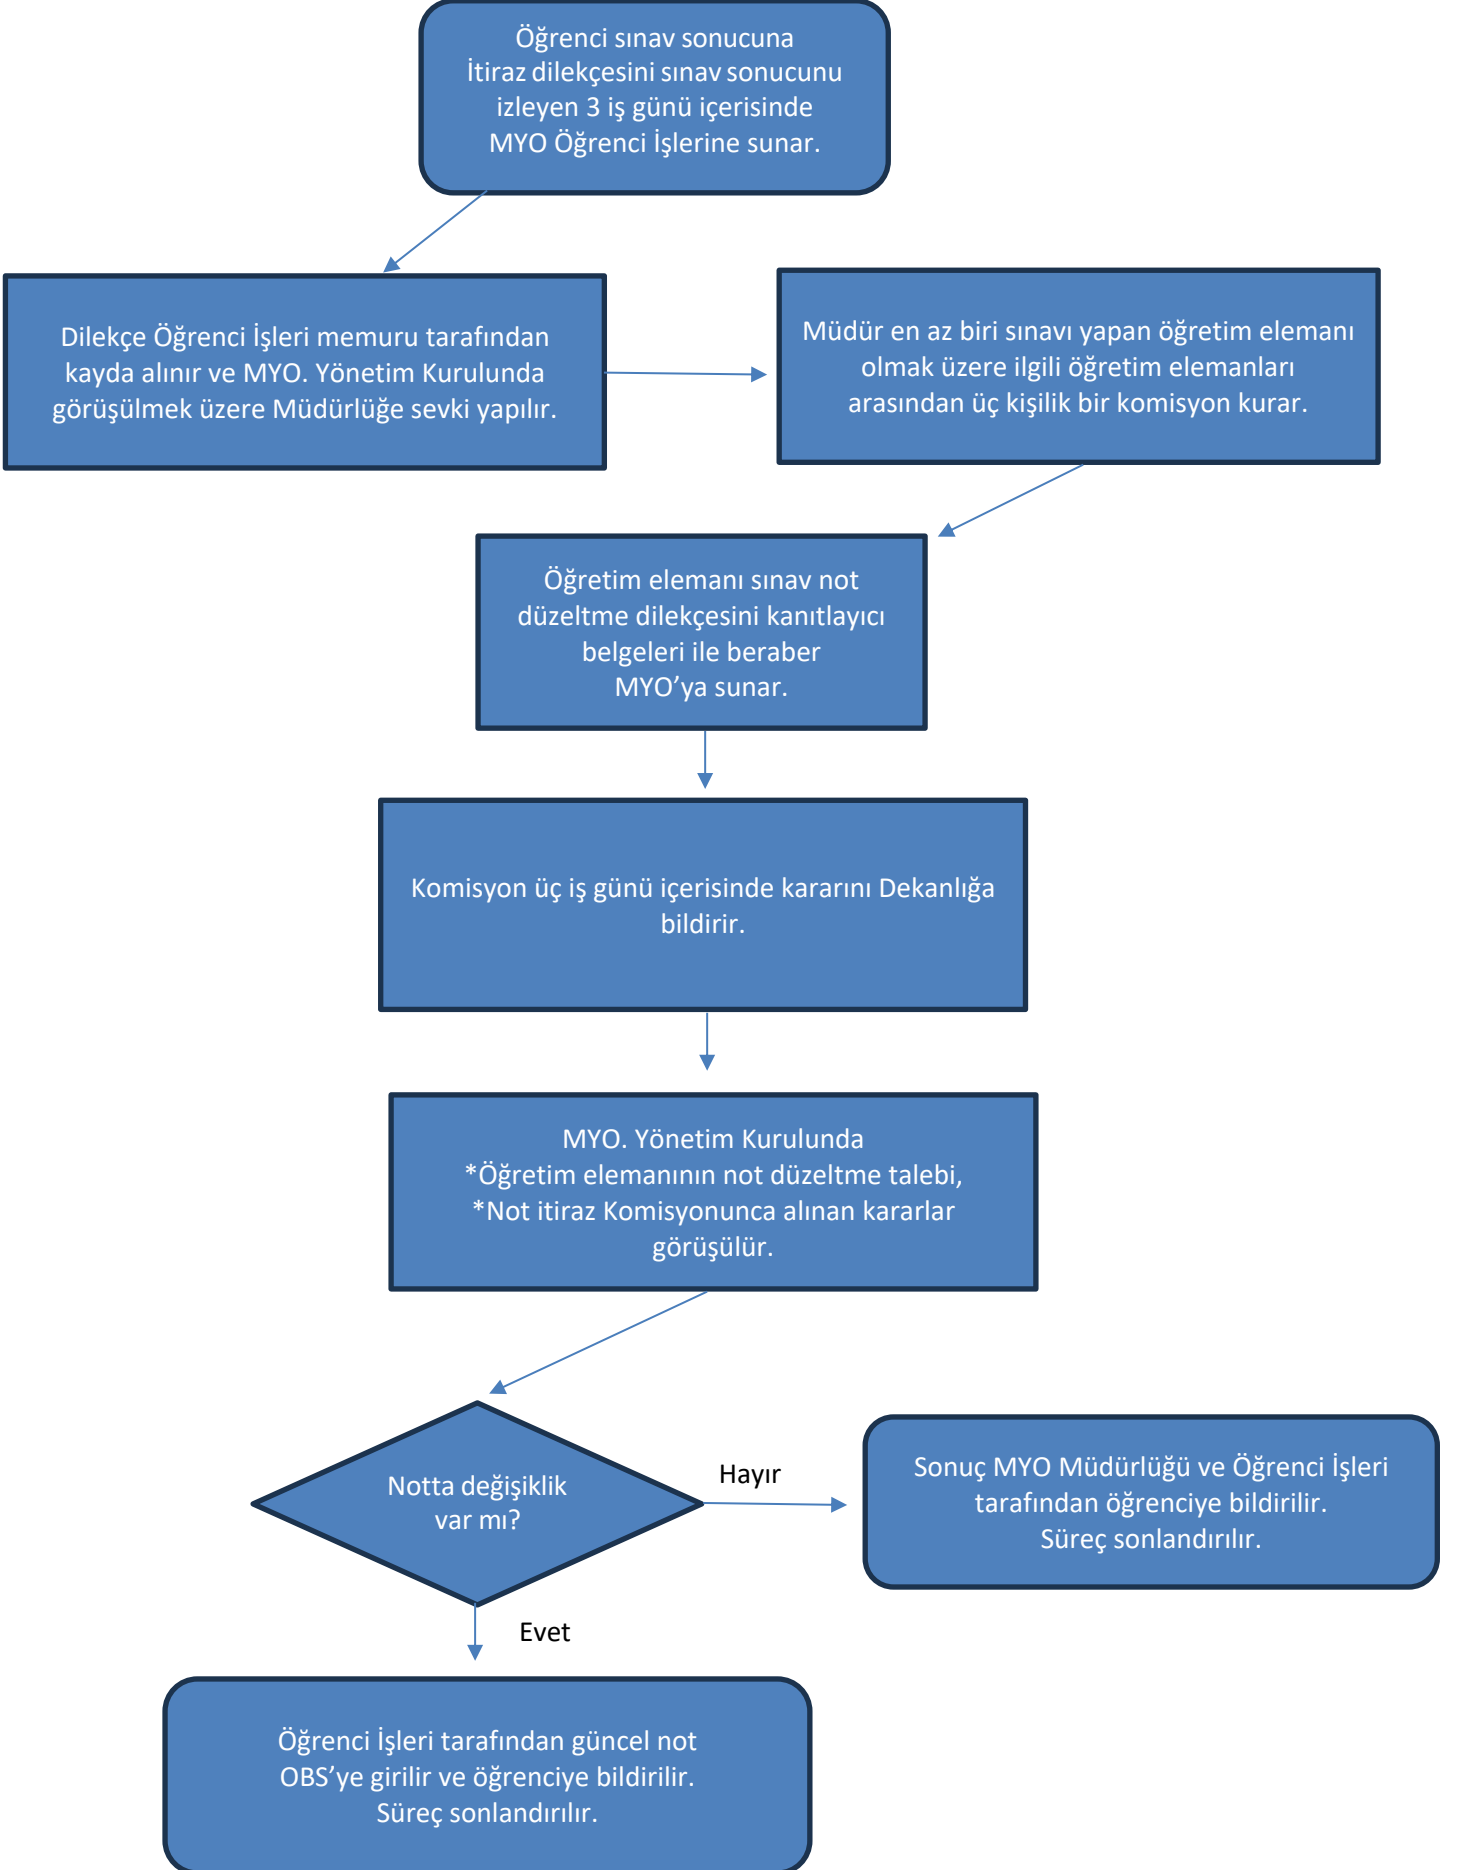 Öğrenci sınav sonucuna
İtiraz dilekçesini sınav sonucunu
izleyen 3 iş günü içerisinde
MYO Öğrenci İşlerine sunar.
Dilekçe Öğrenci İşleri memuru tarafından
kayda alınır ve MYO. Yönetim Kurulunda
görüşülmek üzere Müdürlüğe sevki yapılır.
Müdür en az biri sınavı yapan öğretim elemanı
olmak üzere ilgili öğretim elemanları
arasından üç kişilik bir komisyon kurar.
Öğretim elemanı sınav not
düzeltme dilekçesini kanıtlayıcı
belgeleri ile beraber
MYO’ya sunar.
Komisyon üç iş günü içerisinde kararını Dekanlığa
bildirir.
MYO. Yönetim Kurulunda
*Öğretim elemanının not düzeltme talebi,
*Not itiraz Komisyonunca alınan kararlar
görüşülür.
Notta değişiklik
var mı?
Hayır
Sonuç MYO Müdürlüğü ve Öğrenci İşleri
tarafından öğrenciye bildirilir.
Süreç sonlandırılır.
Evet
Öğrenci İşleri tarafından güncel not
OBS’ye girilir ve öğrenciye bildirilir.
Süreç sonlandırılır.